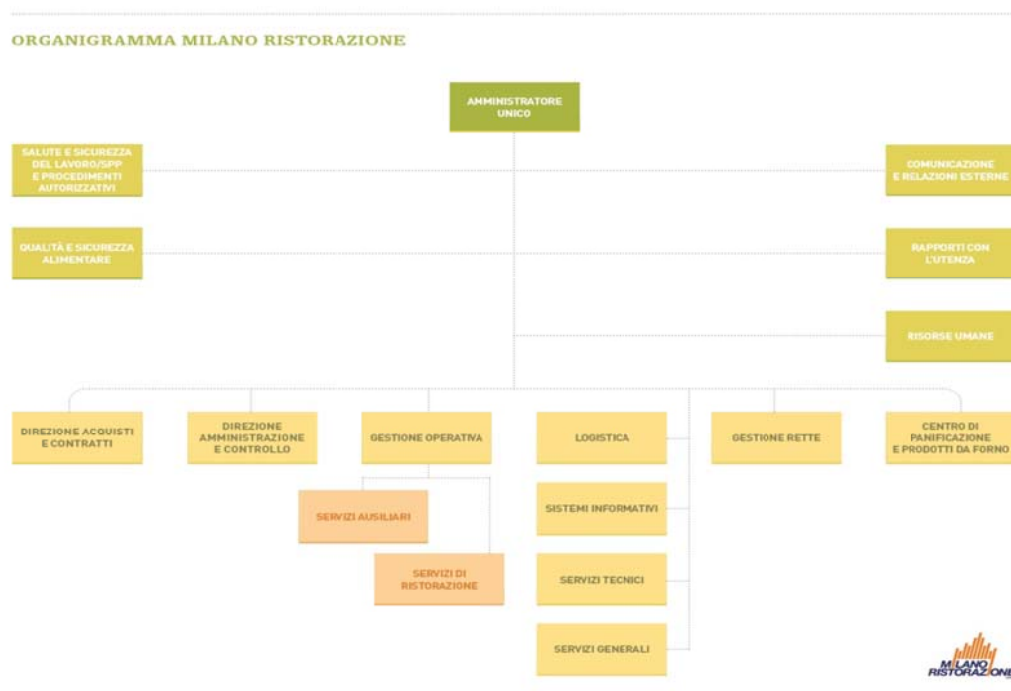 ORGANIGRAMMA MILANO RISTORAZIONE
AMMINISTRATORE
UNICO
SALUTE E SICUREZZA
DEL LAVORO/SPP
E PROCEDIMENTI
AUTORIZZATIVI
COMUNICAZIONE
E RELAZIONI ESTERNE
QUALITÀ E SICUREZZA
ALIMENTARE
RAPPORTI CON
L'UTENZA
RISORSE UMANE
DIREZIONE ACQUISTI
E CONTRATTI
DIREZIONE
AMMINISTRAZIONE
E CONTROLLO
GESTIONE OPERATIVA
LOGISTICA
GESTIONE RETTE
CENTRO DI
PANIFICAZIONE
E PRODOTTI DA FORNO
SERVIZI AUSILIARI
SISTEMI INFORMATIVI
SERVIZI DI
RISTORAZIONE
SERVIZI TECNICI
SERVIZI GENERALI
MILANO
RISTORAZIONE